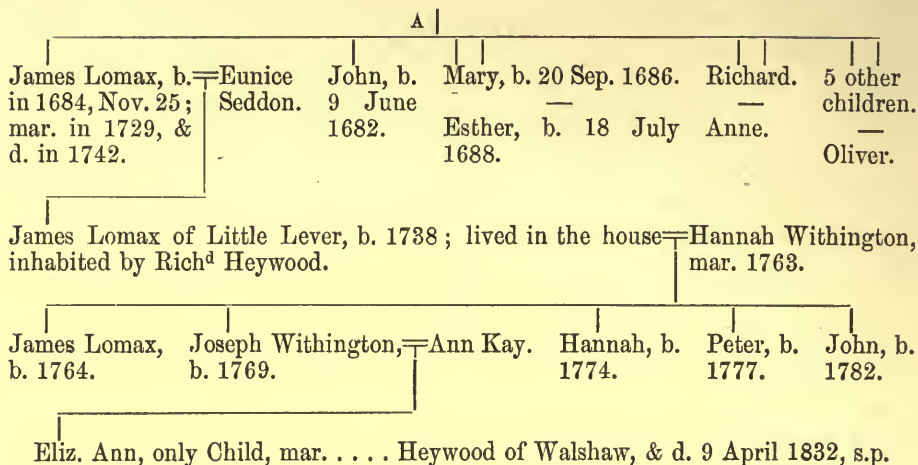 A
James Lomax, b. Eunice John, b. Mary, b. 20 Sep. 1686. Richard. 5 other
in 1684, Nov. 25; Seddon. 9 June — — children.
mar. in 1729, & 1682. Esther, b. 18 July Anne. —
d. in 1742. 1688. Oliver.
James Lomax of Little Lever, b. 1738; lived in the house Hannah Withington,
inhabited by Richᵈ Heywood. mar. 1763.
James Lomax, Joseph Withington, Ann Kay. Hannah, b. Peter, b. John, b.
b. 1764. b. 1769. 1774. 1777. 1782.
Eliz. Ann, only Child, mar. . . . . Heywood of Walshaw, & d. 9 April 1832, s.p.